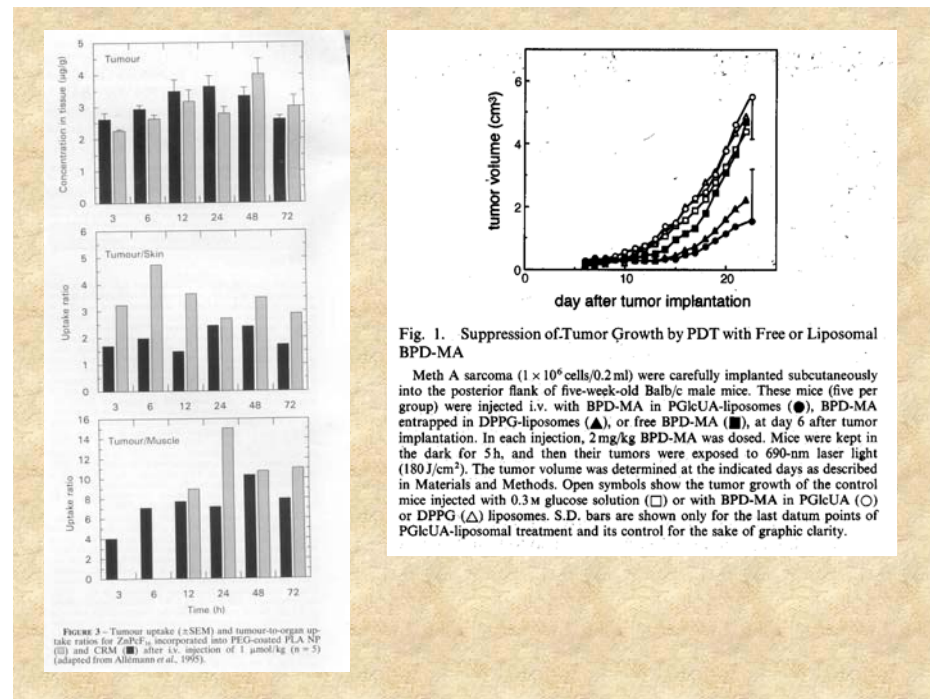 Tumour
Concentration in tissue (µg/g)
5
4
3
2
1
0
3 6 12 24 48 72
Tumour/Skin
Uptake ratio
6
5
4
3
2
1
0
3 6 12 24 48 72
Tumour/Muscle
Uptake ratio
16
14
12
10
8
6
4
2
0
3 6 12 24 48 72
Time (h)
FIGURE 3 – Tumour uptake (±SEM) and tumour-to-organ up-
take ratios for ZnPcF16 incorporated into PEG-coated PLA NP
(▒) and CRM (■) after i.v. injection of 1 µmol/kg (n = 5)
(adapted from Allémann et al., 1995).
tumor volume (cm³)
6
4
2
0
0 10 20
day after tumor implantation
Fig. 1. Suppression of Tumor Growth by PDT with Free or Liposomal
BPD-MA
Meth A sarcoma (1 × 10⁶ cells/0.2 ml) were carefully implanted subcutaneously
into the posterior flank of five-week-old Balb/c male mice. These mice (five per
group) were injected i.v. with BPD-MA in PGlcUA-liposomes (●), BPD-MA
entrapped in DPPG-liposomes (▲), or free BPD-MA (■), at day 6 after tumor
implantation. In each injection, 2 mg/kg BPD-MA was dosed. Mice were kept in
the dark for 5 h, and then their tumors were exposed to 690-nm laser light
(180 J/cm²). The tumor volume was determined at the indicated days as described
in Materials and Methods. Open symbols show the tumor growth of the control
mice injected with 0.3 M glucose solution (□) or with BPD-MA in PGlcUA (○)
or DPPG (△) liposomes. S.D. bars are shown only for the last datum points of
PGlcUA-liposomal treatment and its control for the sake of graphic clarity.